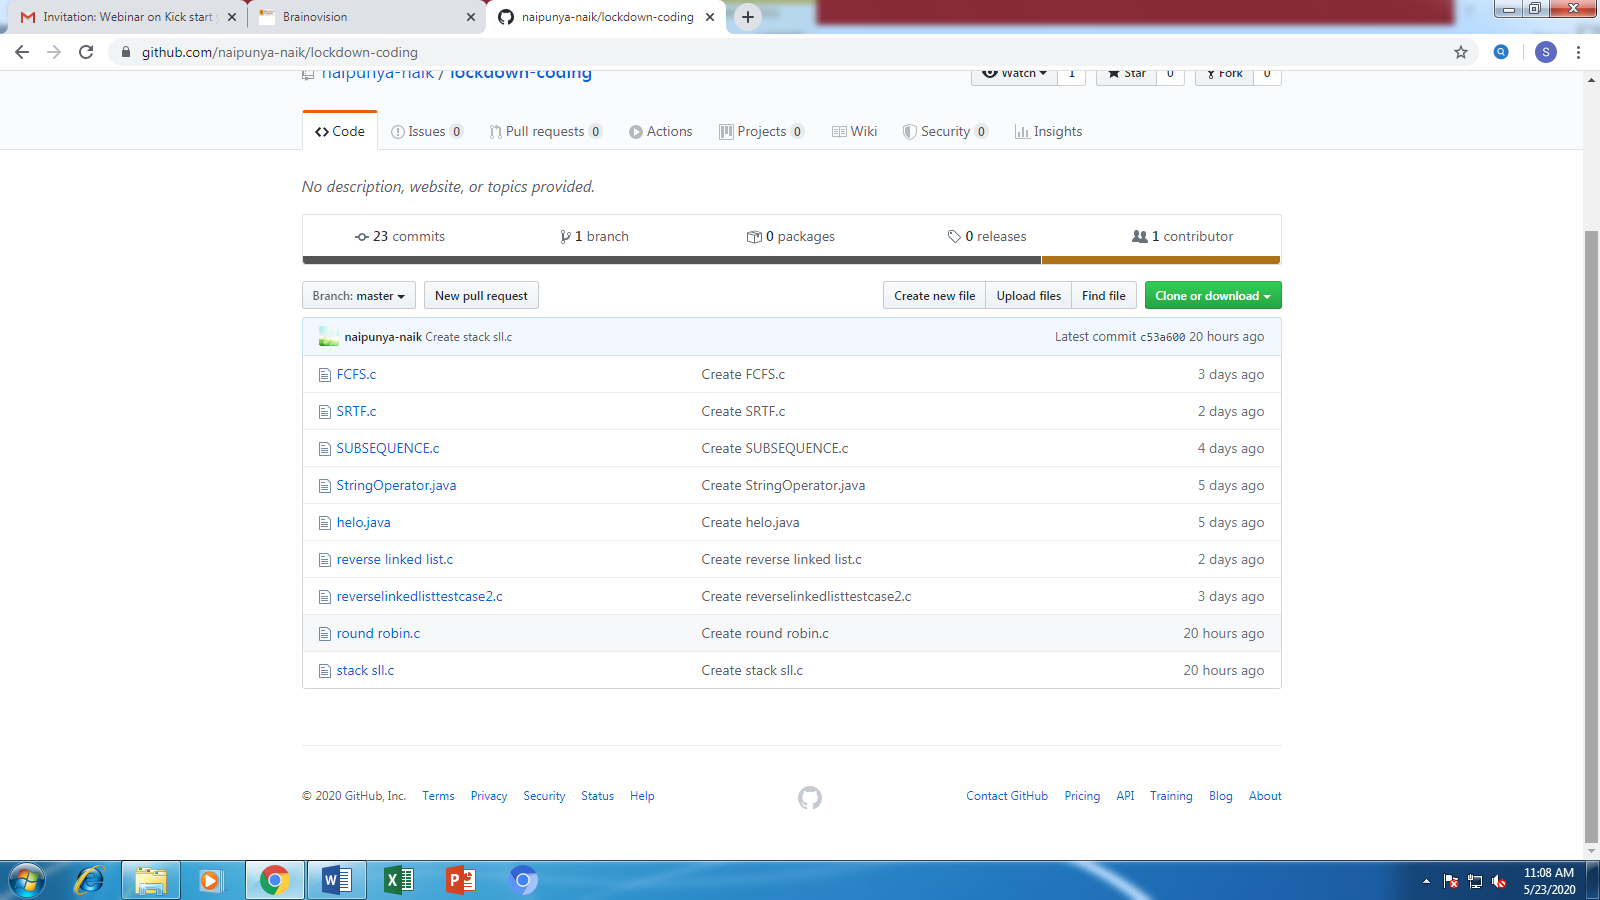 Invitation: Webinar on Kick start
Brainovision
naipunya-naik/lockdown-coding
github.com/naipunya-naik/lockdown-coding
S
naipunya-naik / lockdown-coding
Watch 1 Star 0 Fork 0
Code Issues 0 Pull requests 0 Actions Projects 0 Wiki Security 0 Insights
No description, website, or topics provided.
23 commits 1 branch 0 packages 0 releases 1 contributor
Branch: master New pull request Create new file Upload files Find file Clone or download
naipunya-naik Create stack sll.c Latest commit c53a600 20 hours ago
FCFS.c Create FCFS.c 3 days ago
SRTF.c Create SRTF.c 2 days ago
SUBSEQUENCE.c Create SUBSEQUENCE.c 4 days ago
StringOperator.java Create StringOperator.java 5 days ago
helo.java Create helo.java 5 days ago
reverse linked list.c Create reverse linked list.c 2 days ago
reverselinkedlisttestcase2.c Create reverselinkedlisttestcase2.c 3 days ago
round robin.c Create round robin.c 20 hours ago
stack sll.c Create stack sll.c 20 hours ago
© 2020 GitHub, Inc. Terms Privacy Security Status Help Contact GitHub Pricing API Training Blog About
11:08 AM
5/23/2020